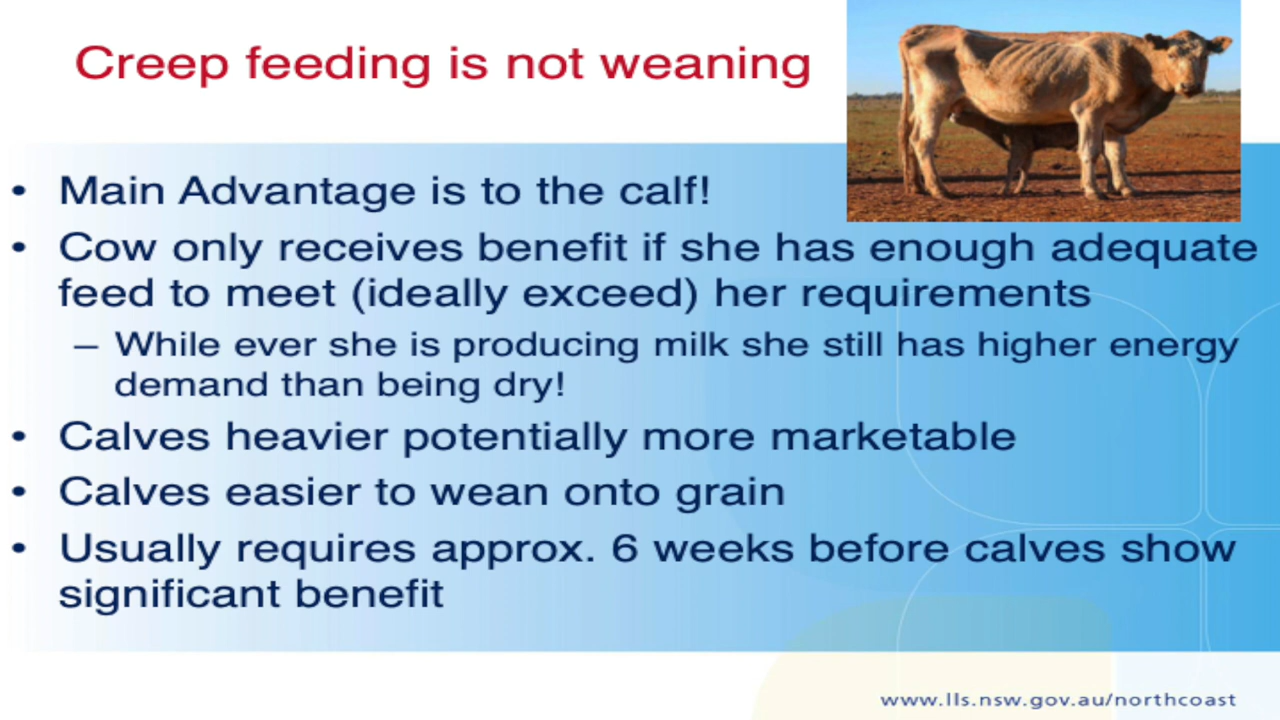 Creep feeding is not weaning
• Main Advantage is to the calf!
• Cow only receives benefit if she has enough adequate
feed to meet (ideally exceed) her requirements
– While ever she is producing milk she still has higher energy
demand than being dry!
• Calves heavier potentially more marketable
• Calves easier to wean onto grain
• Usually requires approx. 6 weeks before calves show
significant benefit
www.lls.nsw.gov.au/northcoast